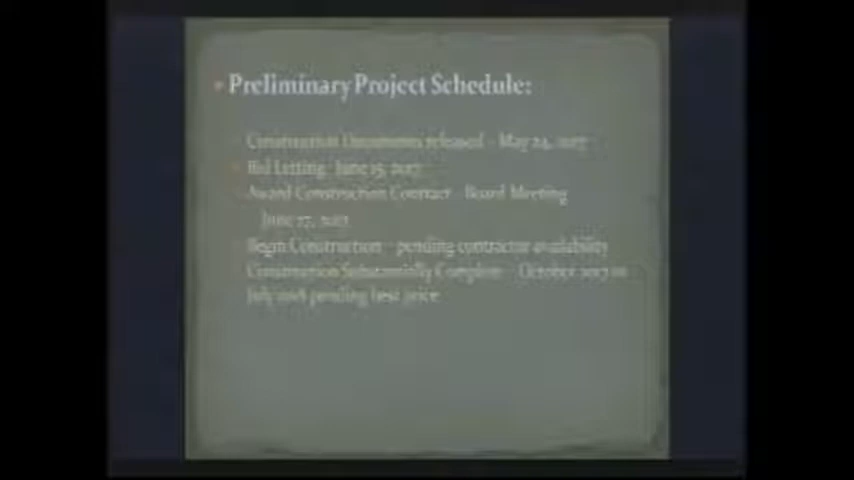 Preliminary Project Schedule:
Construction Documents released - May 24, 2017
Bid Letting - June 15, 2017
Award Construction Contract - Board Meeting
June 27, 2017
Begin Construction - pending contractor availability
Construction Substantially Complete - October 2017 or
July 2018 pending best price